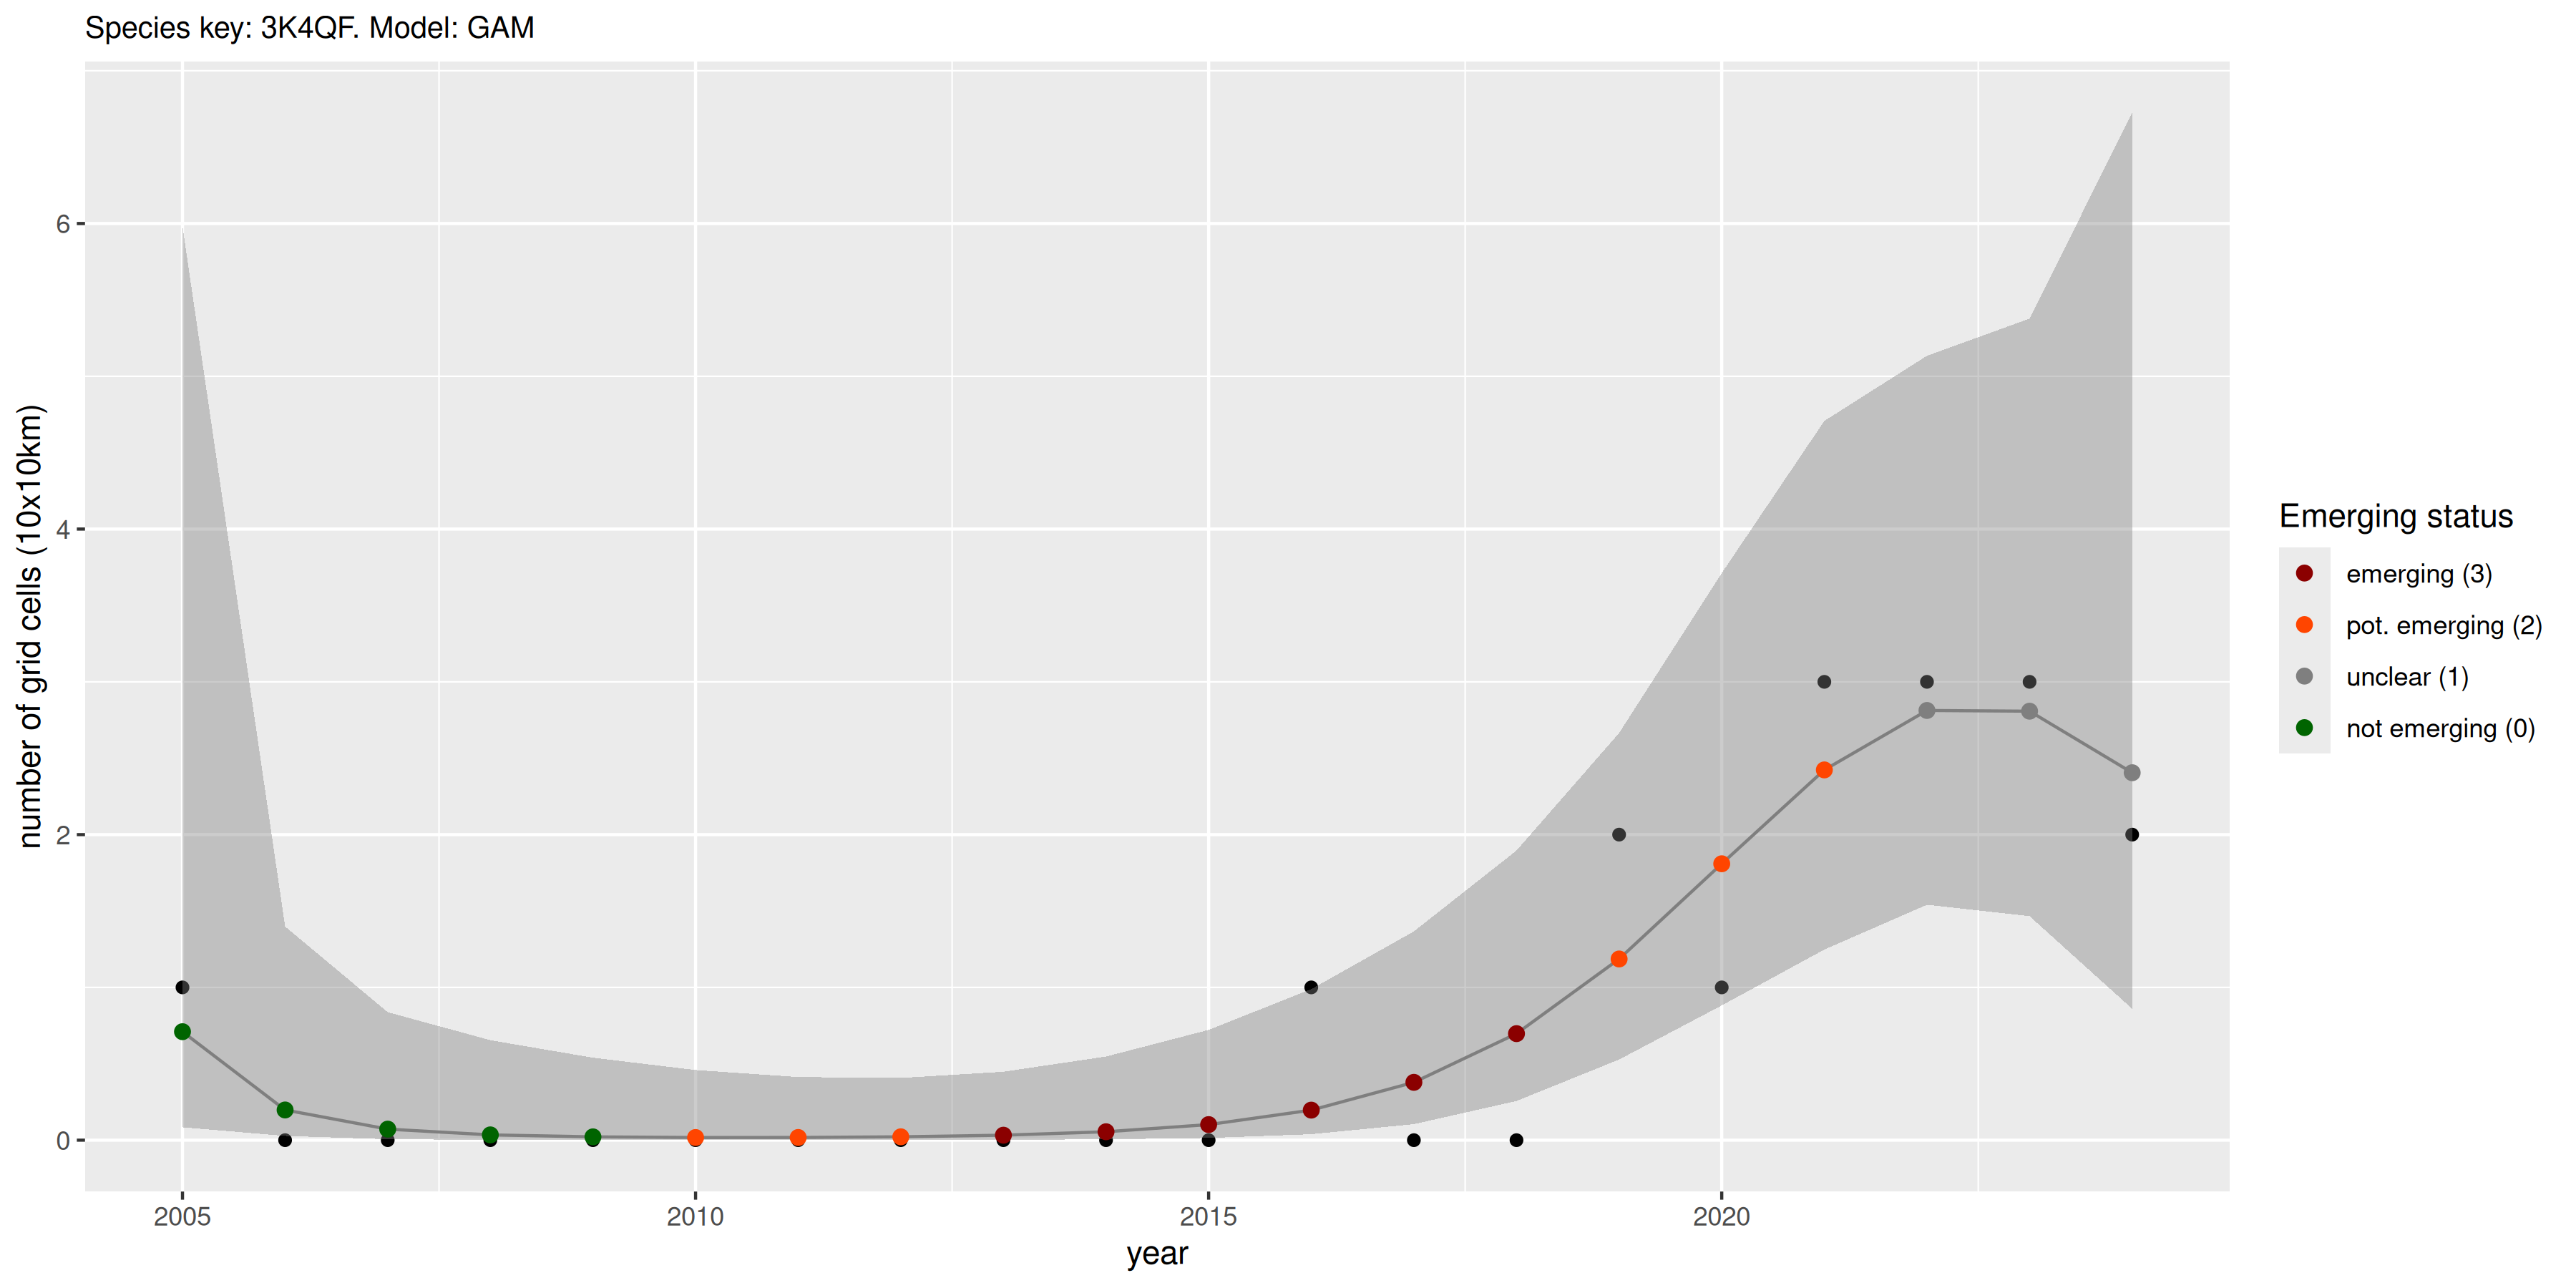 Species key: 3K4QF. Model: GAM
number of grid cells (10x10km)
6
4
2
0
2005
2010
2015
2020
year
Emerging status
emerging (3)
pot. emerging (2)
unclear (1)
not emerging (0)